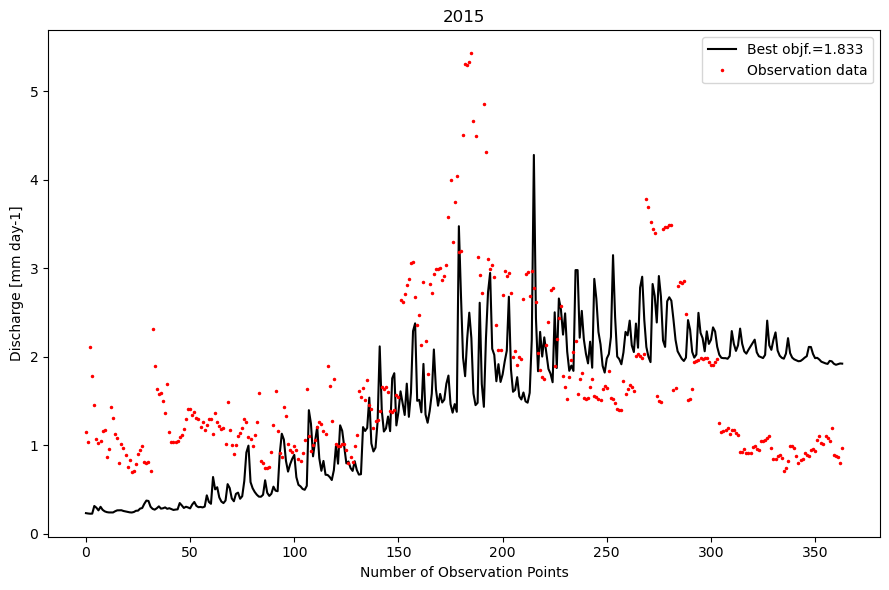 2015
Best objf.=1.833
Observation data
Discharge [mm day-1]
5
4
3
2
1
0
0 50 100 150 200 250 300 350
Number of Observation Points